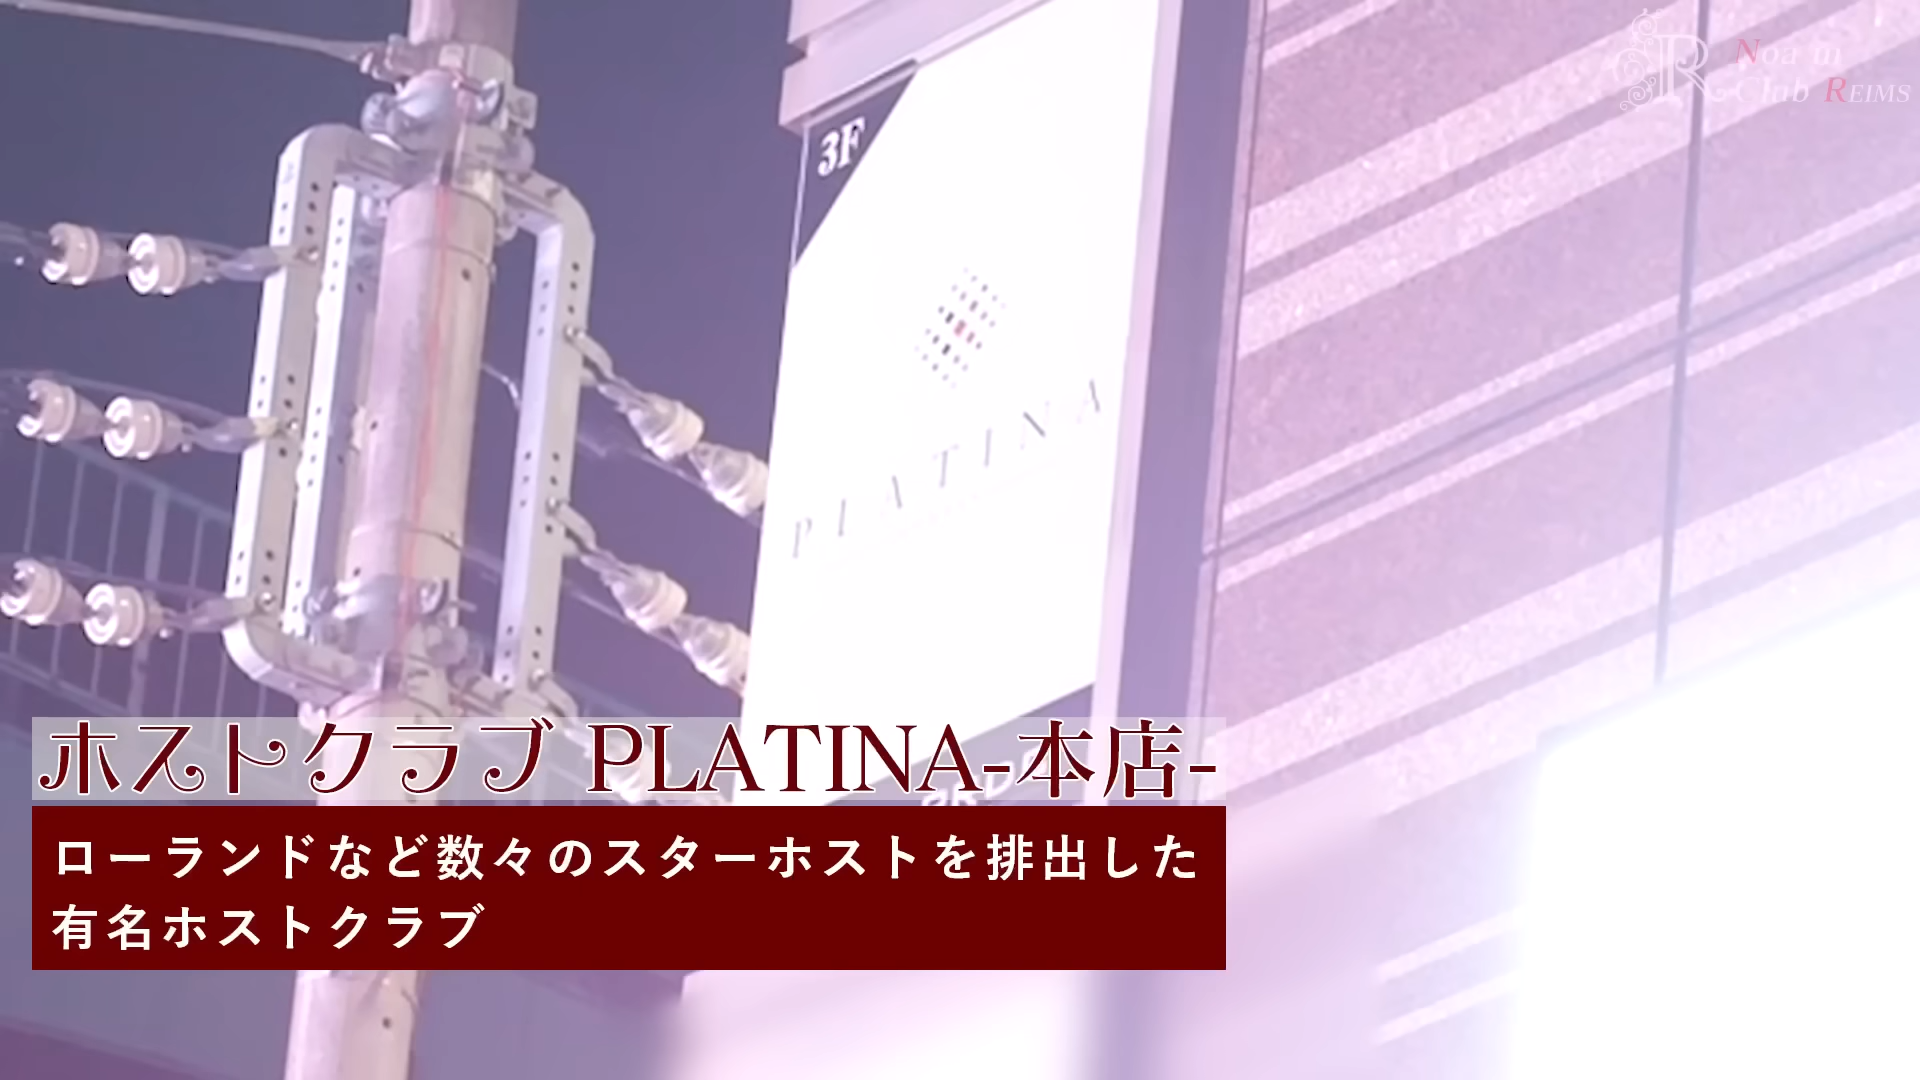 Noa in
Club REIMS
3F
PLATINA
ホストクラブ PLATINA-本店-
ローランドなど数々のスターホストを排出した
有名ホストクラブ